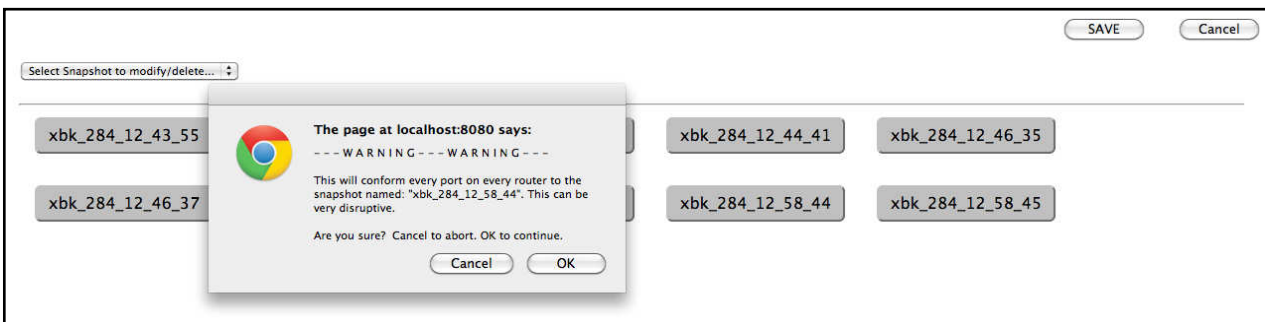 SAVE Cancel
Select Snapshot to modify/delete...
xbk_284_12_43_55 xbk_284_12_44_41 xbk_284_12_46_35
xbk_284_12_46_37 xbk_284_12_58_44 xbk_284_12_58_45
The page at localhost:8080 says:
---WARNING---WARNING---
This will conform every port on every router to the
snapshot named: "xbk_284_12_58_44". This can be
very disruptive.
Are you sure? Cancel to abort. OK to continue.
Cancel OK